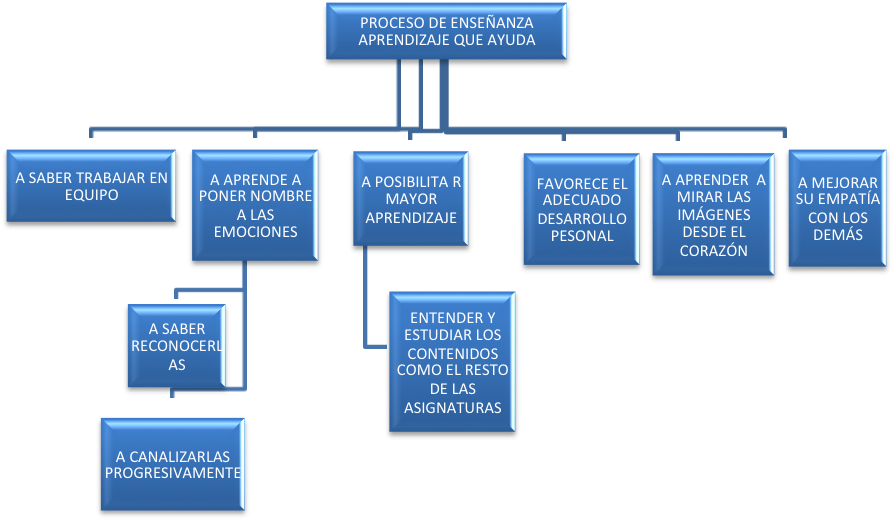 PROCESO DE ENSEÑANZA
APRENDIZAJE QUE AYUDA
A SABER TRABAJAR EN
EQUIPO
A APRENDE A
PONER NOMBRE
A LAS
EMOCIONES
A POSIBILITA R
MAYOR
APRENDIZAJE
FAVORECE EL
ADECUADO
DESARROLLO
PESONAL
A APRENDER A
MIRAR LAS
IMÁGENES
DESDE EL
CORAZÓN
A MEJORAR
SU EMPATÍA
CON LOS
DEMÁS
A SABER
RECONOCERL
AS
ENTENDER Y
ESTUDIAR LOS
CONTENIDOS
COMO EL RESTO
DE LAS
ASIGNATURAS
A CANALIZARLAS
PROGRESIVAMENTE